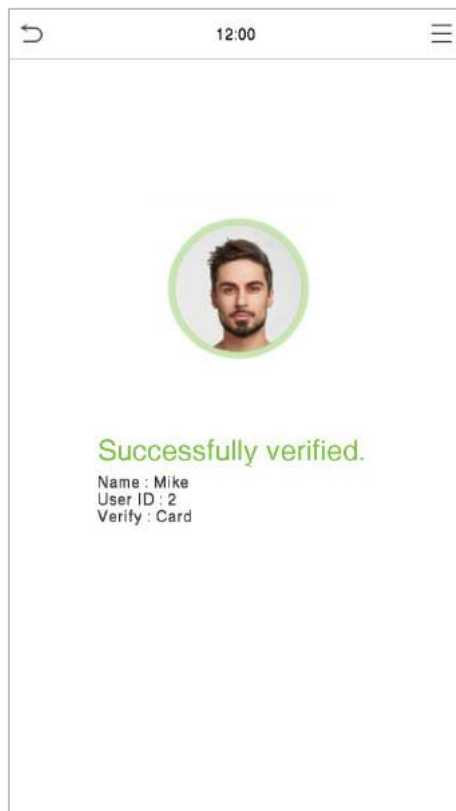 12:00
Successfully verified.
Name : Mike
User ID : 2
Verify : Card